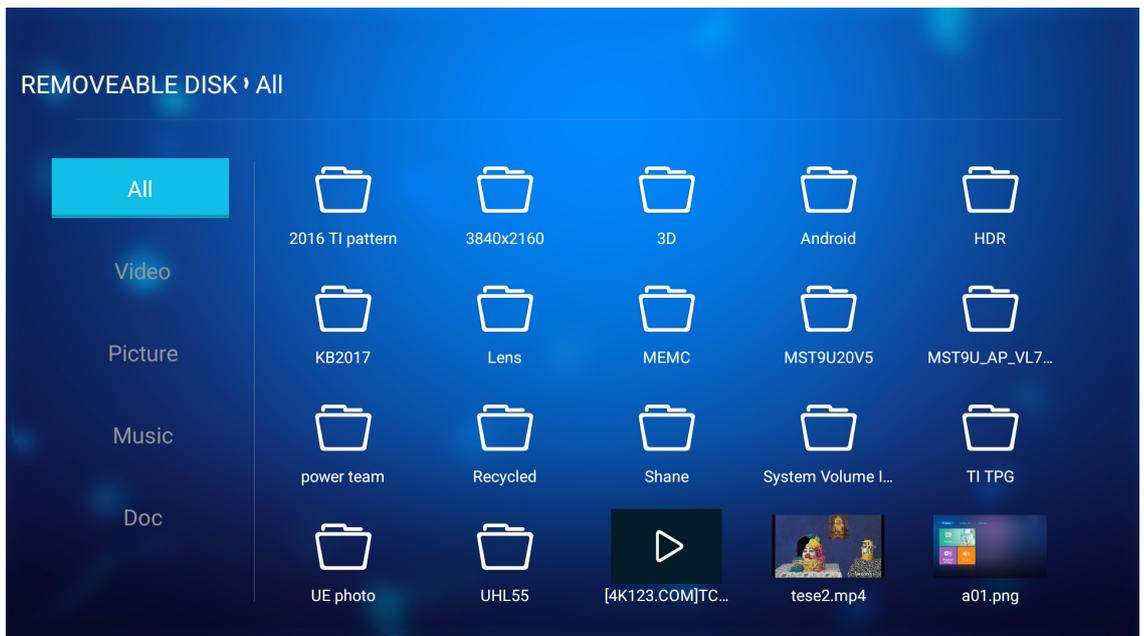 REMOVEABLE DISK › All
All
Video
Picture
Music
Doc
2016 TI pattern
3840x2160
3D
Android
HDR
KB2017
Lens
MEMC
MST9U20V5
MST9U_AP_VL7...
power team
Recycled
Shane
System Volume I...
TI TPG
UE photo
UHL55
[4K123.COM]TC...
tese2.mp4
a01.png